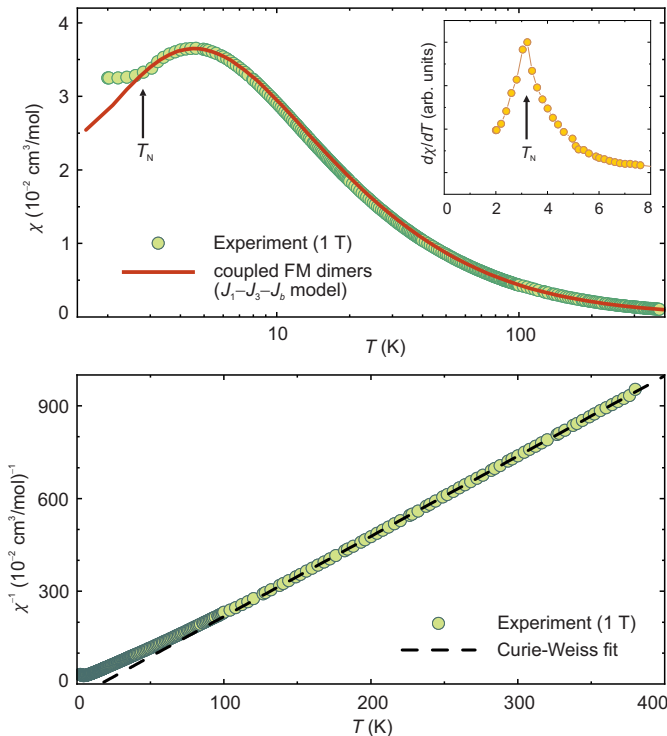 4
3
2
1
0
χ (10⁻² cm³/mol)
T_N
Experiment (1 T)
coupled FM dimers
(J₁–J₃–J_b model)
10
100
T (K)
dχ/dT (arb. units)
T_N
0 2 4 6 8
900
600
300
0
χ⁻¹ (10⁻² cm³/mol)⁻¹
Experiment (1 T)
Curie-Weiss fit
0 100 200 300 400
T (K)